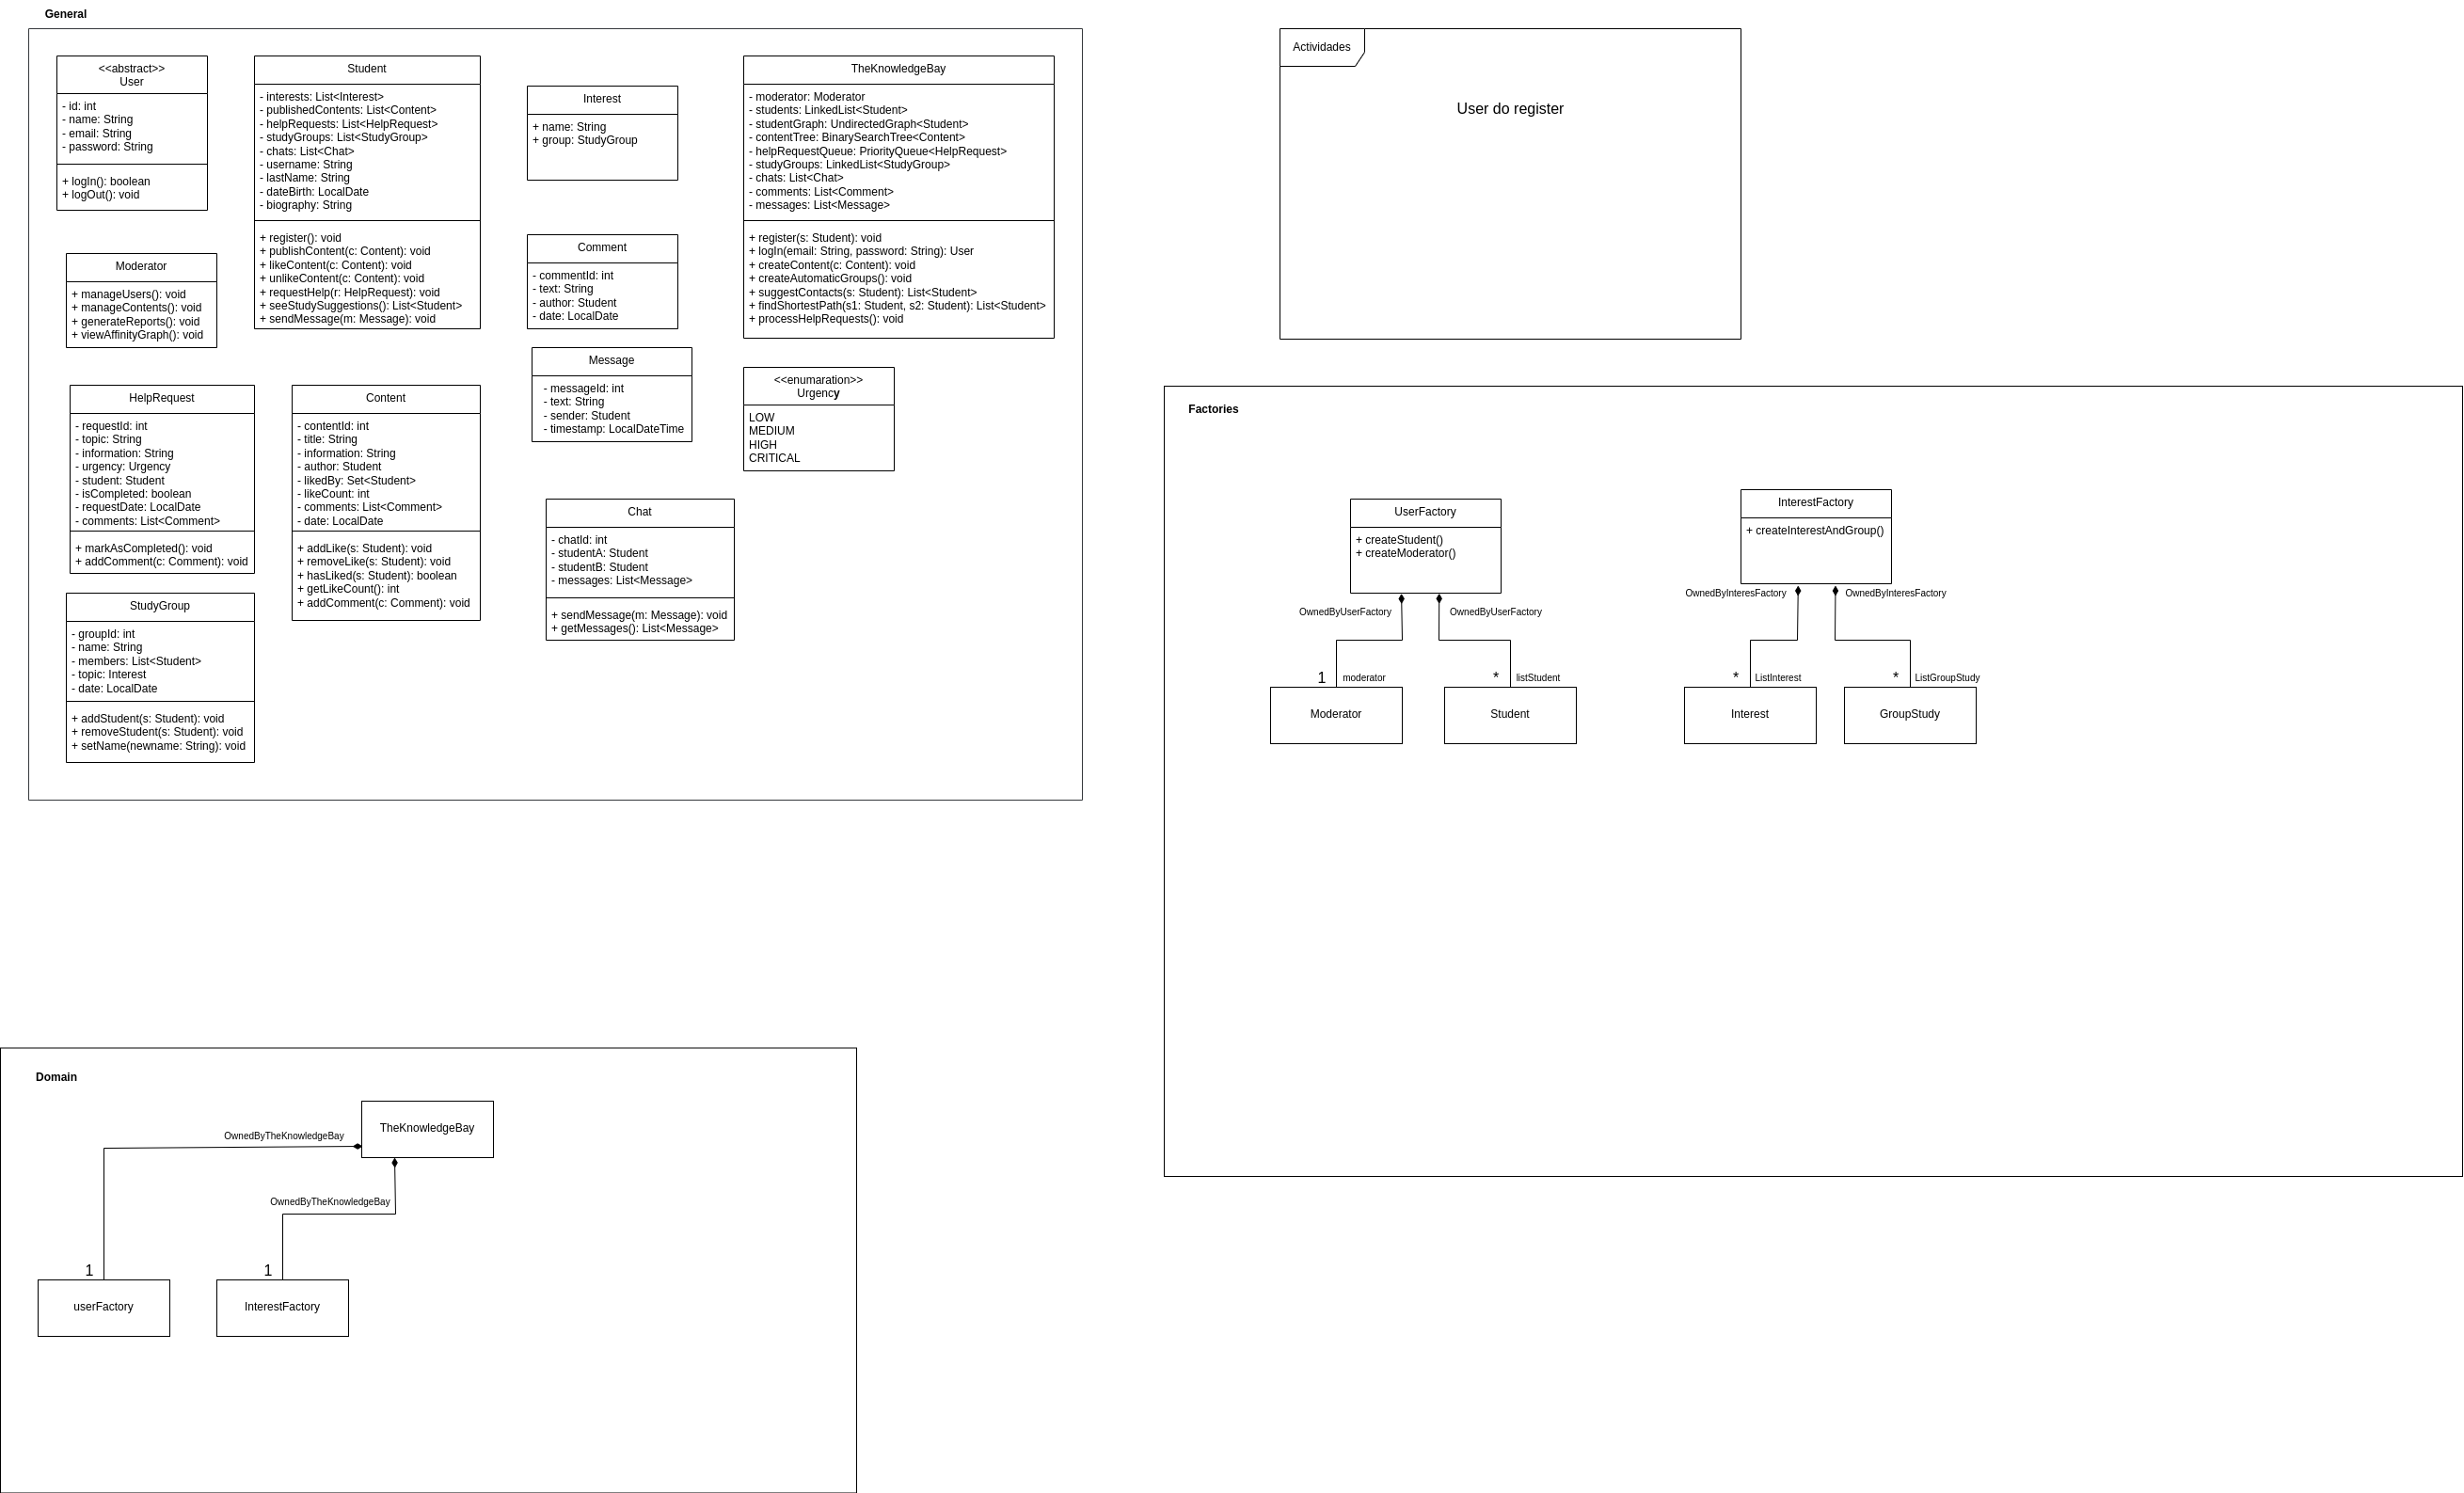 General
<<abstract>>
User
- id: int
- name: String
- email: String
- password: String
+ logIn(): boolean
+ logOut(): void
Student
- interests: List<Interest>
- publishedContents: List<Content>
- helpRequests: List<HelpRequest>
- studyGroups: List<StudyGroup>
- chats: List<Chat>
- username: String
- lastName: String
- dateBirth: LocalDate
- biography: String
+ register(): void
+ publishContent(c: Content): void
+ likeContent(c: Content): void
+ unlikeContent(c: Content): void
+ requestHelp(r: HelpRequest): void
+ seeStudySuggestions(): List<Student>
+ sendMessage(m: Message): void
Interest
+ name: String
+ group: StudyGroup
TheKnowledgeBay
- moderator: Moderator
- students: LinkedList<Student>
- studentGraph: UndirectedGraph<Student>
- contentTree: BinarySearchTree<Content>
- helpRequestQueue: PriorityQueue<HelpRequest>
- studyGroups: LinkedList<StudyGroup>
- chats: List<Chat>
- comments: List<Comment>
- messages: List<Message>
+ register(s: Student): void
+ logIn(email: String, password: String): User
+ createContent(c: Content): void
+ createAutomaticGroups(): void
+ suggestContacts(s: Student): List<Student>
+ findShortestPath(s1: Student, s2: Student): List<Student>
+ processHelpRequests(): void
Moderator
+ manageUsers(): void
+ manageContents(): void
+ generateReports(): void
+ viewAffinityGraph(): void
Comment
- commentId: int
- text: String
- author: Student
- date: LocalDate
Message
- messageId: int
- text: String
- sender: Student
- timestamp: LocalDateTime
<<enumaration>>
Urgency
LOW
MEDIUM
HIGH
CRITICAL
HelpRequest
- requestId: int
- topic: String
- information: String
- urgency: Urgency
- student: Student
- isCompleted: boolean
- requestDate: LocalDate
- comments: List<Comment>
+ markAsCompleted(): void
+ addComment(c: Comment): void
Content
- contentId: int
- title: String
- information: String
- author: Student
- likedBy: Set<Student>
- likeCount: int
- comments: List<Comment>
- date: LocalDate
+ addLike(s: Student): void
+ removeLike(s: Student): void
+ hasLiked(s: Student): boolean
+ getLikeCount(): int
+ addComment(c: Comment): void
Chat
- chatId: int
- studentA: Student
- studentB: Student
- messages: List<Message>
+ sendMessage(m: Message): void
+ getMessages(): List<Message>
StudyGroup
- groupId: int
- name: String
- members: List<Student>
- topic: Interest
- date: LocalDate
+ addStudent(s: Student): void
+ removeStudent(s: Student): void
+ setName(newname: String): void
Actividades
User do register
Factories
UserFactory
+ createStudent()
+ createModerator()
InterestFactory
+ createInterestAndGroup()
OwnedByUserFactory
OwnedByUserFactory
OwnedByInteresFactory
OwnedByInteresFactory
1
moderator
*
listStudent
*
ListInterest
*
ListGroupStudy
Moderator
Student
Interest
GroupStudy
Domain
TheKnowledgeBay
OwnedByTheKnowledgeBay
OwnedByTheKnowledgeBay
1
1
userFactory
InterestFactory